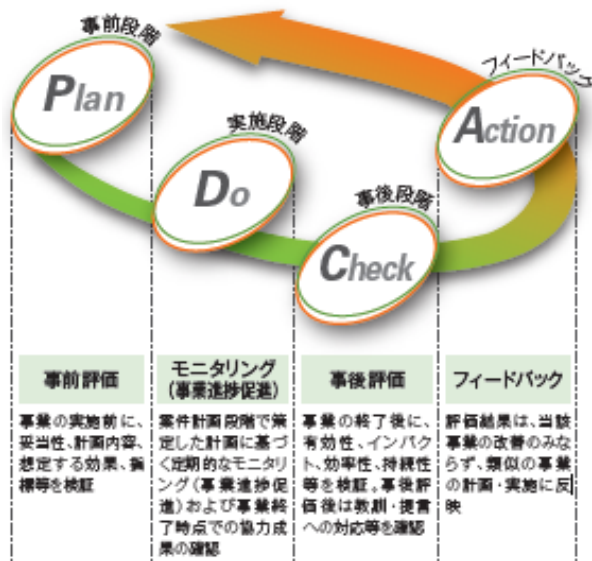 事前段階
Plan
実施段階
Do
事後段階
Check
フィードバック
Action
事前評価
事業の実施前に、
妥当性、計画内容、
想定する効果、指
標等を検証
モニタリング
(事業進捗促進)
案件計画段階で策
定した計画に基づ
く定期的なモニタリ
ング(事業進捗促
進)および事業終
了時点での協力成
果の確認
事後評価
事業の終了後に、
有効性、インパク
ト、効率性、持続性
等を検証。事後評
価後は教訓・提言
への対応等を確認
フィードバック
評価結果は、当該
事業の改善のみな
らず、類似の事業
の計画・実施に反
映